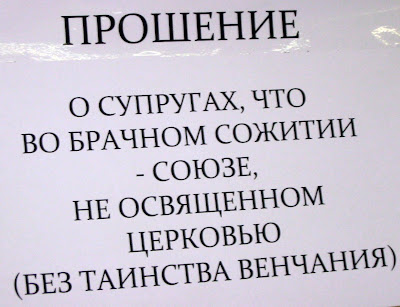 ПРОШЕНИЕ
О СУПРУГАХ, ЧТО
ВО БРАЧНОМ СОЖИТИИ
- СОЮЗЕ,
НЕ ОСВЯЩЕННОМ
ЦЕРКОВЬЮ
(БЕЗ ТАИНСТВА ВЕНЧАНИЯ)